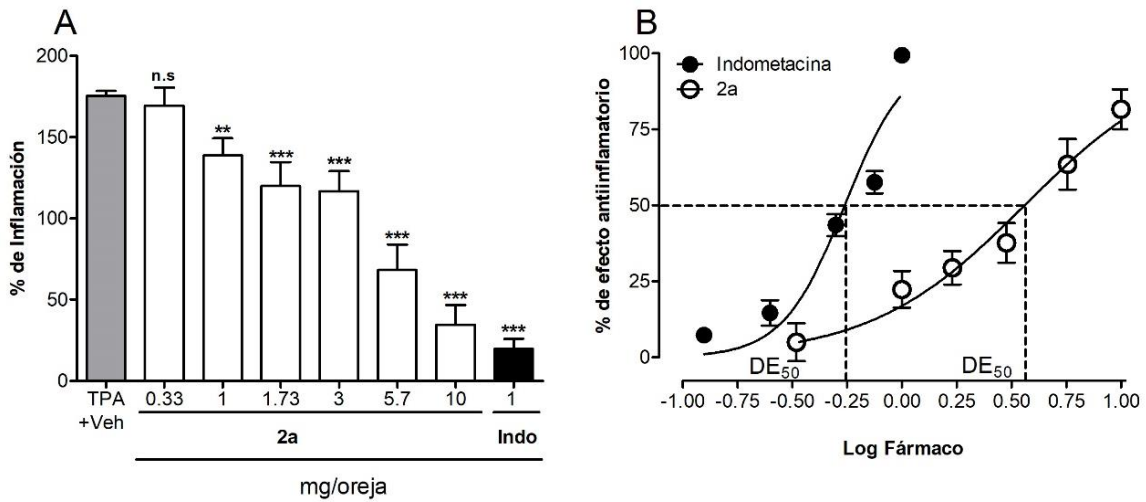 A
% de Inflamación
200
150
100
50
0
n.s
**
***
***
***
***
***
TPA
+Veh
0.33
1
1.73
3
5.7
10
1
2a
Indo
mg/oreja
B
% de efecto antiinflamatorio
100
75
50
25
0
Indometacina
2a
DE50
DE50
-1.00
-0.75
-0.50
-0.25
0.00
0.25
0.50
0.75
1.00
Log Fármaco